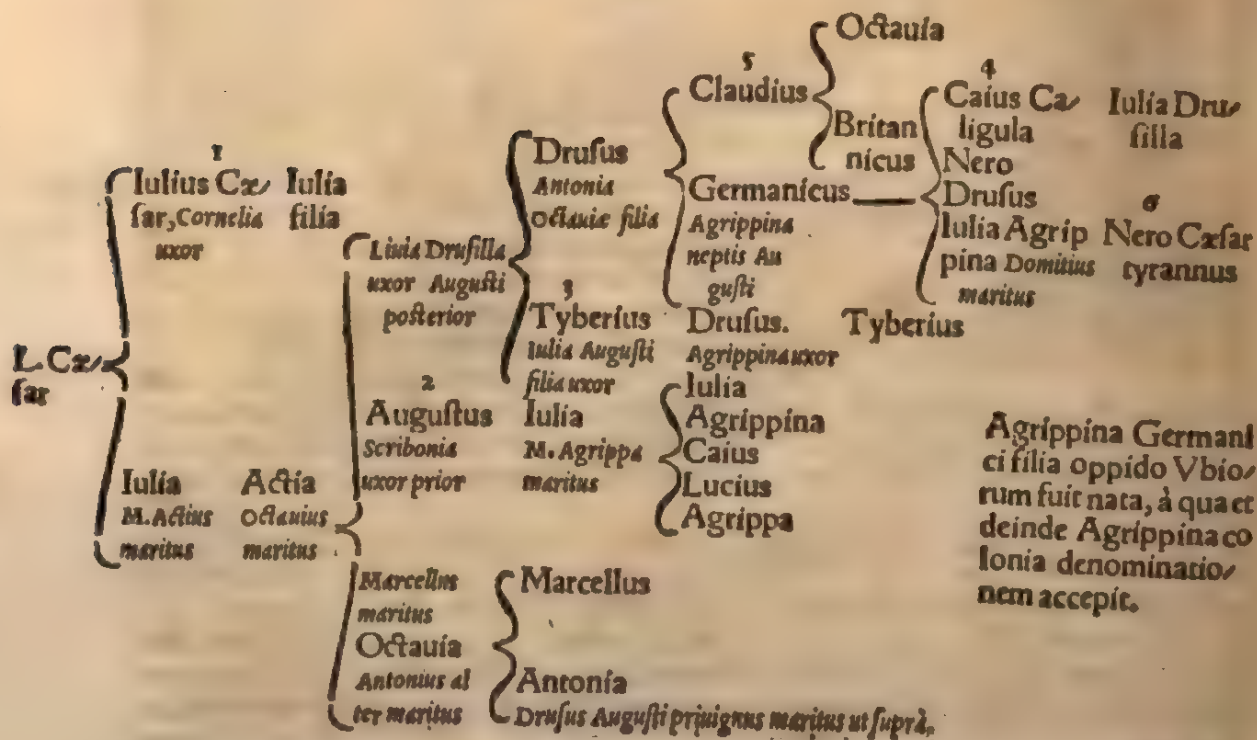 L. Cæ⸗
ſar
1
Iulius Cæ⸗
ſar, Cornelia
uxor
Iulia
filia
Iulia
M. Actius
maritus
Actia
Octauius
maritus
Liuia Druſilla
uxor Auguſti
poſterior
2
Auguſtus
Scribonia
uxor prior
Marcellus
maritus
Octauia
Antonius al
ter maritus
Druſus
Antonia
Octauiæ filia
3
Tyberius
Iulia Auguſti
filia uxor
Iulia
M. Agrippa
maritus
Marcellus
Antonia
Druſus Auguſti priuignus maritus ut ſuprà.
5
Claudius
Germanicus
Agrippina
neptis Au
guſti
Druſus.
Agrippina uxor
Iulia
Agrippina
Caius
Lucius
Agrippa
Octauia
Britan
nicus
Tyberius
4
Caius Ca⸗
ligula
Nero
Druſus
Iulia Agrip
pina Domitius
maritus
Iulia Dru⸗
ſilla
6
Nero Cæſar
tyrannus
Agrippina Germani
ci filia oppido Vbio⸗
rum fuit nata, à qua et
deinde Agrippina co
lonia denominatio⸗
nem accepit.